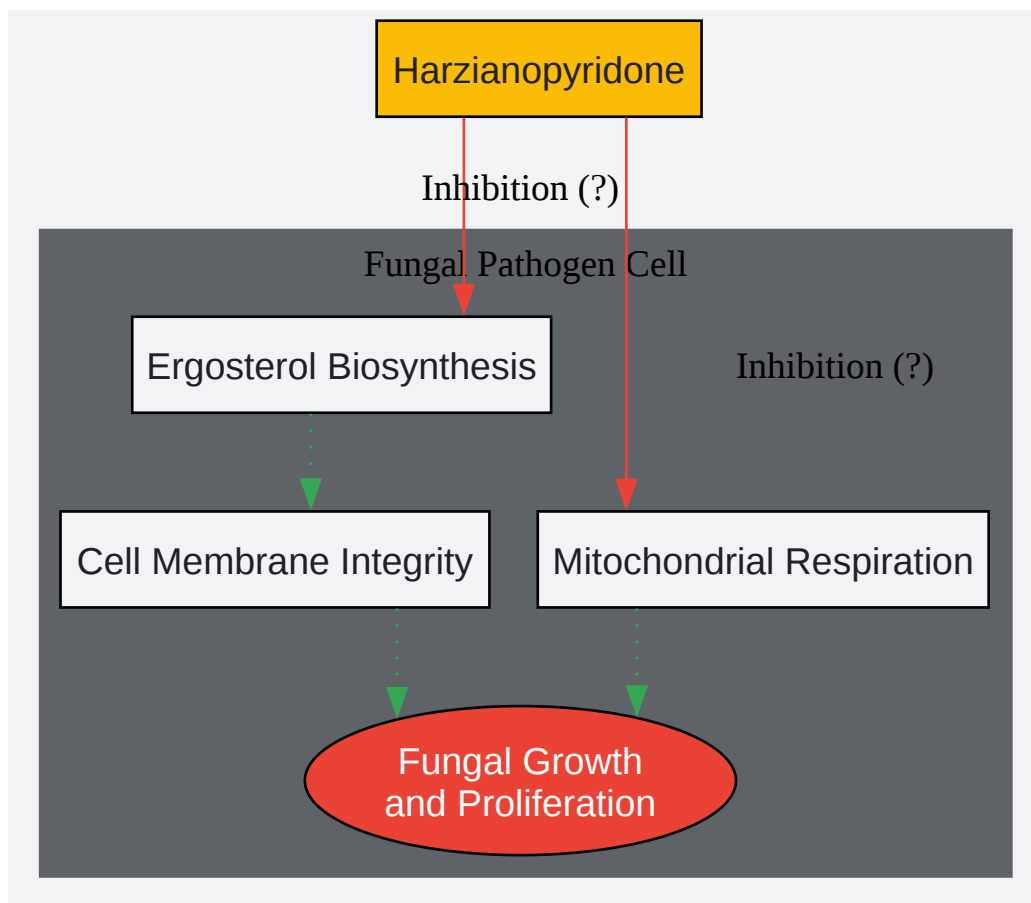 Harzianopyridone
Inhibition (?)
Fungal Pathogen Cell
Ergosterol Biosynthesis
Inhibition (?)
Cell Membrane Integrity
Mitochondrial Respiration
Fungal Growth
and Proliferation